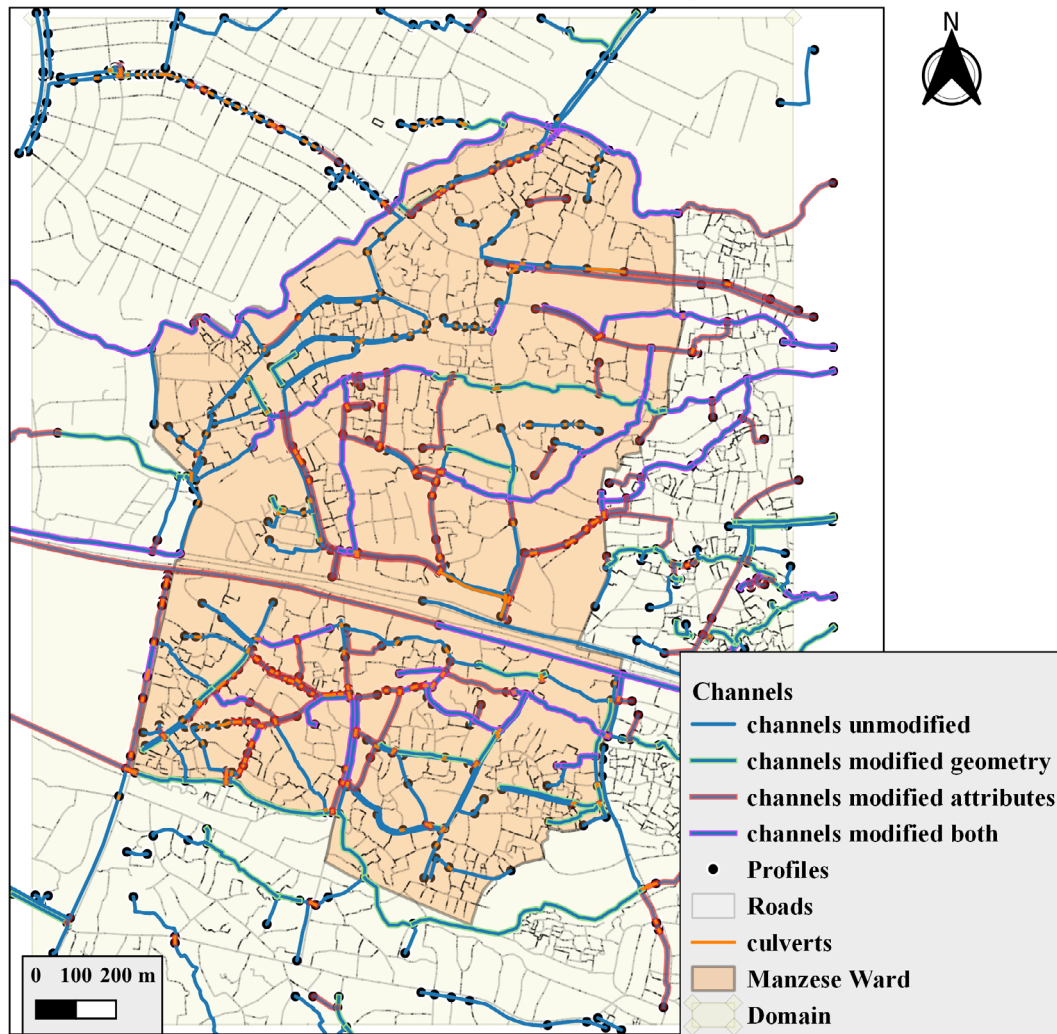 N
Channels
channels unmodified
channels modified geometry
channels modified attributes
channels modified both
Profiles
Roads
culverts
Manzese Ward
Domain
0 100 200 m